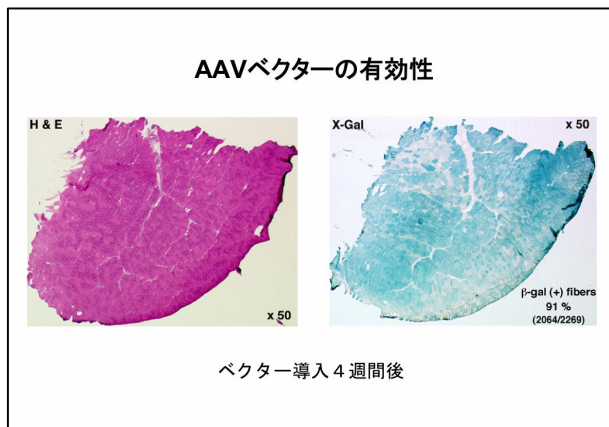 AAVベクターの有効性
H & E
x 50
X-Gal
x 50
β-gal (+) fibers
91 %
(2064/2269)
ベクター導入４週間後